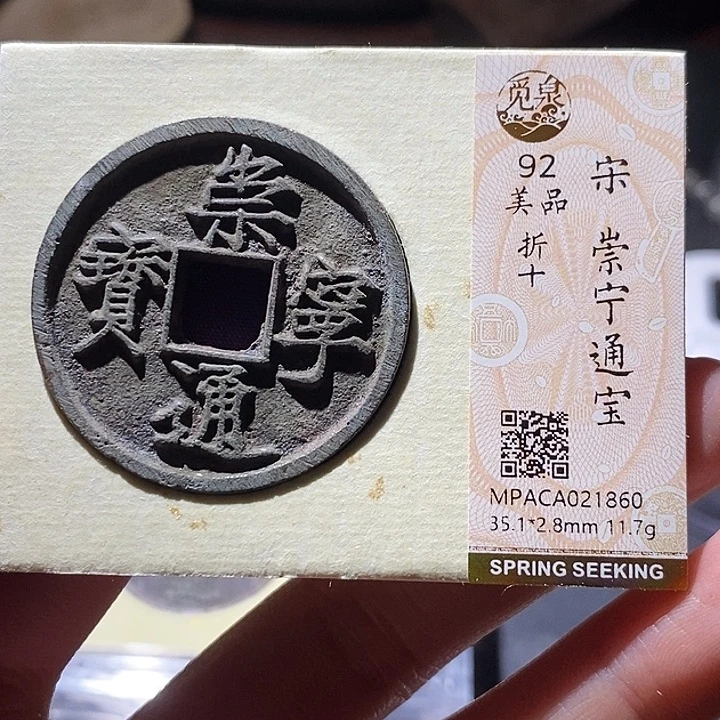 崇
寧
通
寶
觅泉
92
美品
折十
宋 崇宁通宝
MPACA021860
35.1*2.8mm 11.7g
SPRING SEEKING